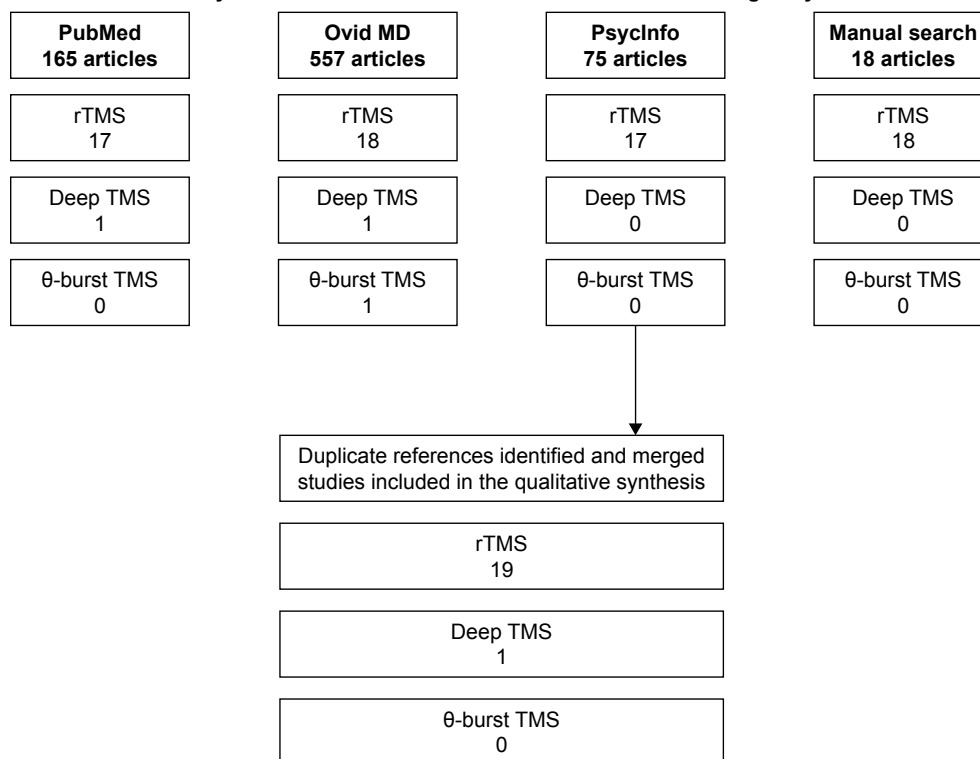 PubMed
165 articles
Ovid MD
557 articles
PsycInfo
75 articles
Manual search
18 articles
rTMS
17
rTMS
18
rTMS
17
rTMS
18
Deep TMS
1
Deep TMS
1
Deep TMS
0
Deep TMS
0
θ-burst TMS
0
θ-burst TMS
1
θ-burst TMS
0
θ-burst TMS
0
Duplicate references identified and merged
studies included in the qualitative synthesis
rTMS
19
Deep TMS
1
θ-burst TMS
0